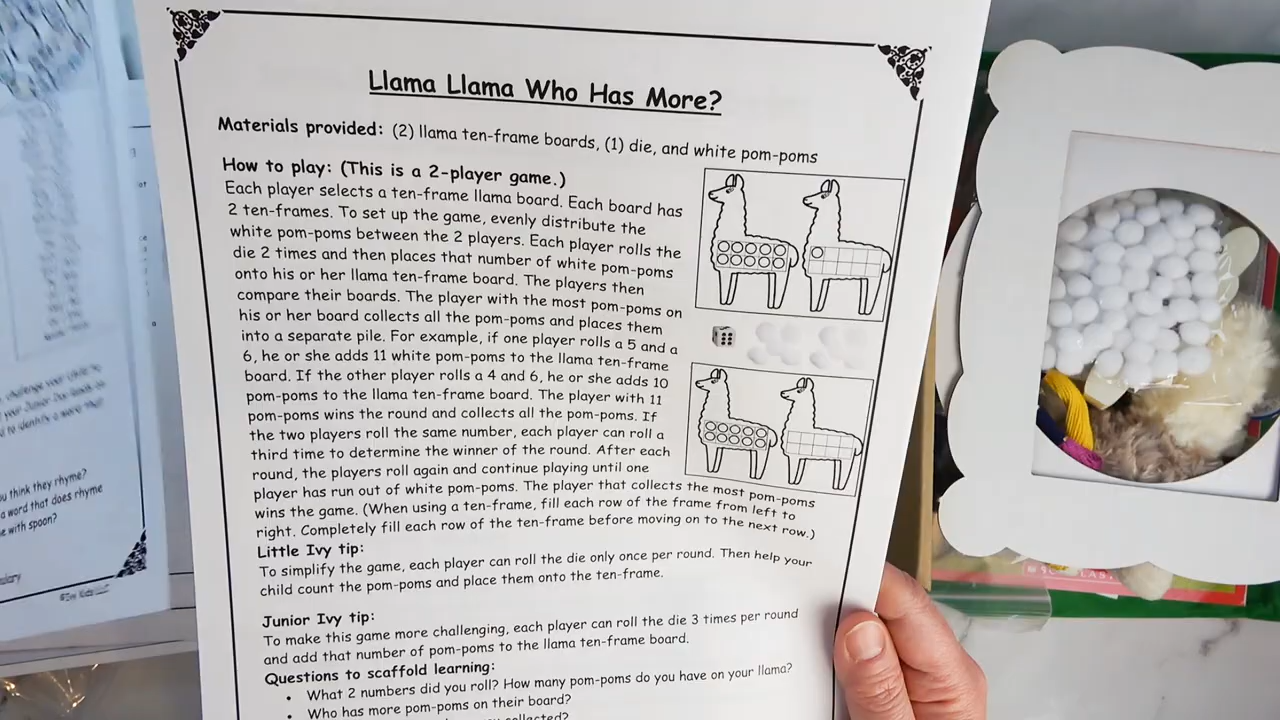 Llama Llama Who Has More?
Materials provided: (2) llama ten-frame boards, (1) die, and white pom-poms
How to play: (This is a 2-player game.)
Each player selects a ten-frame llama board. Each board has
2 ten-frames. To set up the game, evenly distribute the
white pom-poms between the 2 players. Each player rolls the
die 2 times and then places that number of white pom-poms
onto his or her llama ten-frame board. The players then
compare their boards. The player with the most pom-poms on
his or her board collects all the pom-poms and places them
into a separate pile. For example, if one player rolls a 5 and a
6, he or she adds 11 white pom-poms to the llama ten-frame
board. If the other player rolls a 4 and 6, he or she adds 10
pom-poms to the llama ten-frame board. The player with 11
pom-poms wins the round and collects all the pom-poms. If
the two players roll the same number, each player can roll a
third time to determine the winner of the round. After each
round, the players roll again and continue playing until one
player has run out of white pom-poms. The player that collects the most pom-poms
wins the game. (When using a ten-frame, fill each row of the frame from left to
right. Completely fill each row of the ten-frame before moving on to the next row.)
Little Ivy tip:
To simplify the game, each player can roll the die only once per round. Then help your
child count the pom-poms and place them onto the ten-frame.
Junior Ivy tip:
To make this game more challenging, each player can roll the die 3 times per round
and add that number of pom-poms to the llama ten-frame board.
Questions to scaffold learning:
• What 2 numbers did you roll? How many pom-poms do you have on your llama?
• Who has more pom-poms on their board?
collected?
you think they rhyme?
a word that does rhyme
with spoon?